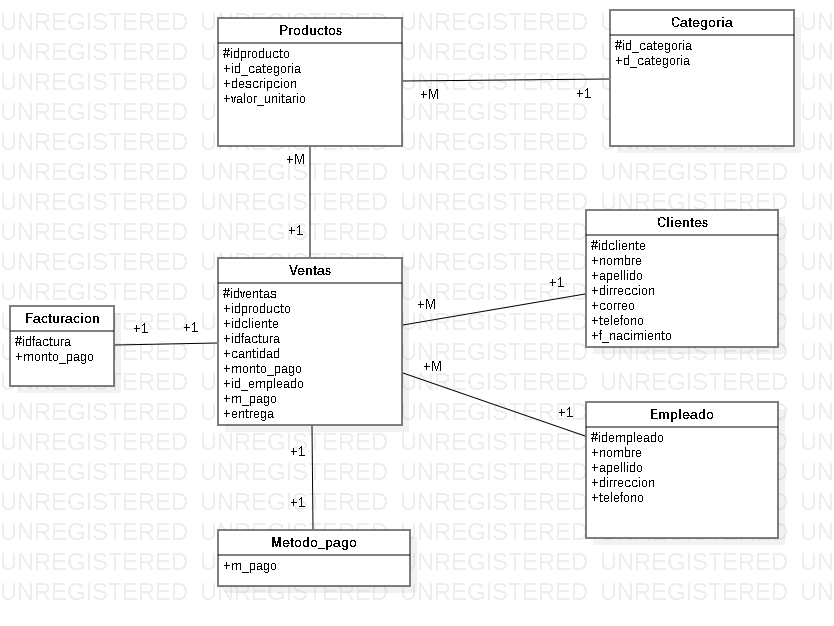 Productos
#idproducto
+id_categoria
+descripcion
+valor_unitario
Categoria
#id_categoria
+d_categoria
+M
+1
+M
+1
Clientes
#idcliente
+nombre
+apellido
+dirreccion
+correo
+telefono
+f_nacimiento
Ventas
#idventas
+idproducto
+idcliente
+idfactura
+cantidad
+monto_pago
+id_empleado
+m_pago
+entrega
+M
+1
Facturacion
#idfactura
+monto_pago
+1
+1
+M
+1
Empleado
#idempleado
+nombre
+apellido
+dirreccion
+telefono
+1
+1
Metodo_pago
+m_pago
UNREGISTERED